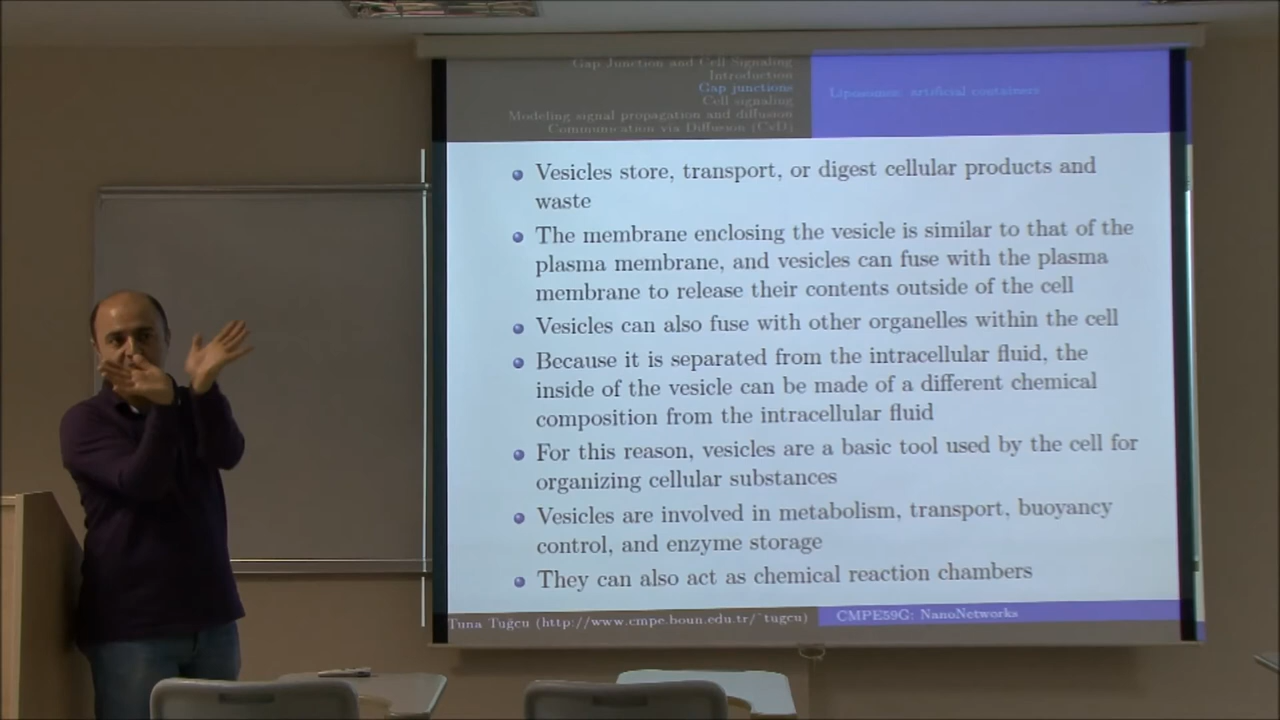 Gap Junction and Cell Signaling
Introduction
Gap junctions
Cell signaling
Modeling signal propagation and diffusion
Communication via Diffusion (CvD)
Liposomes: artificial containers
Vesicles store, transport, or digest cellular products and
waste
The membrane enclosing the vesicle is similar to that of the
plasma membrane, and vesicles can fuse with the plasma
membrane to release their contents outside of the cell
Vesicles can also fuse with other organelles within the cell
Because it is separated from the intracellular fluid, the
inside of the vesicle can be made of a different chemical
composition from the intracellular fluid
For this reason, vesicles are a basic tool used by the cell for
organizing cellular substances
Vesicles are involved in metabolism, transport, buoyancy
control, and enzyme storage
They can also act as chemical reaction chambers
Tuna Tuğcu (http://www.cmpe.boun.edu.tr/~tugcu)
CMPE59G: NanoNetworks